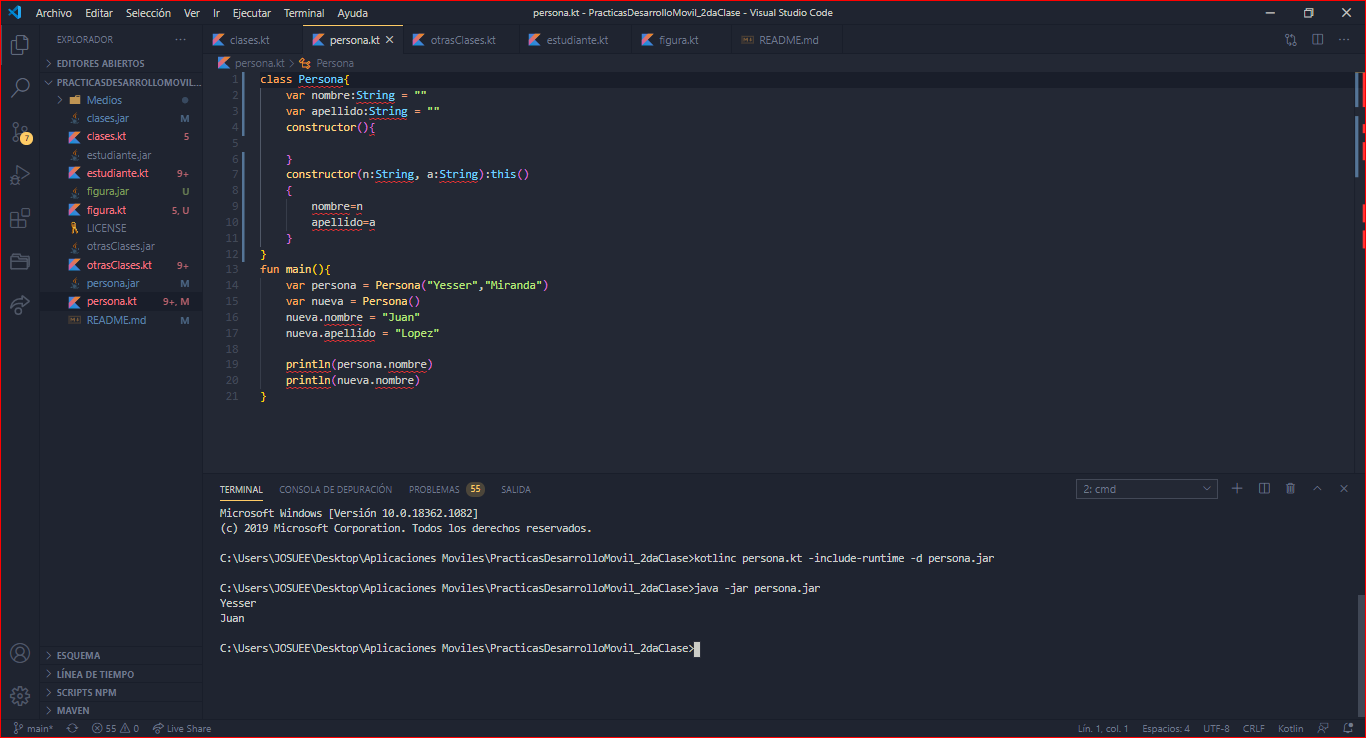 Archivo Editar Selección Ver Ir Ejecutar Terminal Ayuda
persona.kt - PracticasDesarrolloMovil_2daClase - Visual Studio Code
EXPLORADOR
EDITORES ABIERTOS
PRACTICASDESARROLLOMOVIL...
Medios
clases.jar M
clases.kt 5
estudiante.jar
estudiante.kt 9+
figura.jar U
figura.kt 5, U
LICENSE
otrasClases.jar
otrasClases.kt 9+
persona.jar M
persona.kt 9+, M
README.md M
7
ESQUEMA
LÍNEA DE TIEMPO
SCRIPTS NPM
MAVEN
clases.kt persona.kt otrasClases.kt estudiante.kt figura.kt README.md
persona.kt > Persona
1 class Persona{
2 var nombre:String = ""
3 var apellido:String = ""
4 constructor(){
5
6 }
7 constructor(n:String, a:String):this()
8 {
9 nombre=n
10 apellido=a
11 }
12 }
13 fun main(){
14 var persona = Persona("Yesser","Miranda")
15 var nueva = Persona()
16 nueva.nombre = "Juan"
17 nueva.apellido = "Lopez"
18
19 println(persona.nombre)
20 println(nueva.nombre)
21 }
TERMINAL CONSOLA DE DEPURACIÓN PROBLEMAS 55 SALIDA
2: cmd
Microsoft Windows [Versión 10.0.18362.1082]
(c) 2019 Microsoft Corporation. Todos los derechos reservados.
C:\Users\JOSUEE\Desktop\Aplicaciones Moviles\PracticasDesarrolloMovil_2daClase>kotlinc persona.kt -include-runtime -d persona.jar
C:\Users\JOSUEE\Desktop\Aplicaciones Moviles\PracticasDesarrolloMovil_2daClase>java -jar persona.jar
Yesser
Juan
C:\Users\JOSUEE\Desktop\Aplicaciones Moviles\PracticasDesarrolloMovil_2daClase>
main* 55 0 Live Share
Lín. 1, col. 1 Espacios: 4 UTF-8 CRLF Kotlin